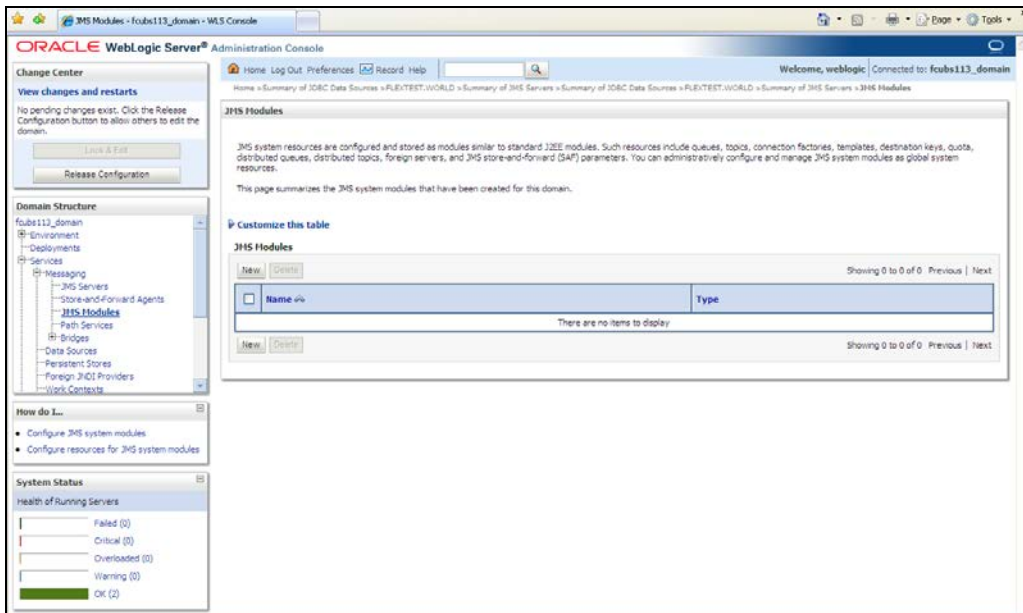 JMS Modules - fcubs113_domain - WLS Console
Page
Tools
ORACLE WebLogic Server® Administration Console
Change Center
View changes and restarts
No pending changes exist. Click the Release
Configuration button to allow others to edit the
domain.
Lock & Edit
Release Configuration
Domain Structure
fcubs113_domain
Environment
Deployments
Services
Messaging
JMS Servers
Store-and-Forward Agents
JMS Modules
Path Services
Bridges
Data Sources
Persistent Stores
Foreign JNDI Providers
Work Contexts
How do I...
Configure JMS system modules
Configure resources for JMS system modules
System Status
Health of Running Servers
Failed (0)
Critical (0)
Overloaded (0)
Warning (0)
OK (2)
Home Log Out Preferences Record Help
Welcome, weblogic Connected to: fcubs113_domain
Home >Summary of JDBC Data Sources >FLEXTEST.WORLD >Summary of JMS Servers >Summary of JDBC Data Sources >FLEXTEST.WORLD >Summary of JMS Servers >JMS Modules
JMS Modules
JMS system resources are configured and stored as modules similar to standard J2EE modules. Such resources include queues, topics, connection factories, templates, destination keys, quota,
distributed queues, distributed topics, foreign servers, and JMS store-and-forward (SAF) parameters. You can administratively configure and manage JMS system modules as global system
resources.
This page summarizes the JMS system modules that have been created for this domain.
Customize this table
JMS Modules
New Delete Showing 0 to 0 of 0 Previous | Next
Name Type
There are no items to display
New Delete Showing 0 to 0 of 0 Previous | Next